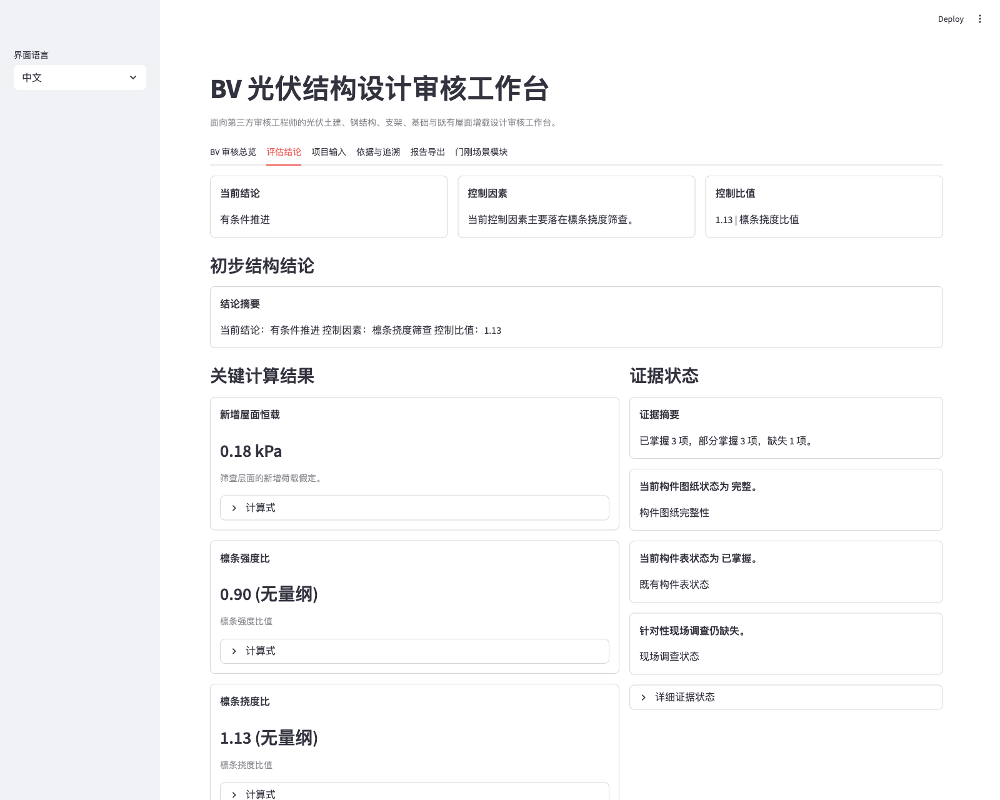 Deploy
界面语言
中文
BV 光伏结构设计审核工作台
面向第三方审核工程师的光伏土建、钢结构、支架、基础与既有屋面增载设计审核工作台。
BV 审核总览 评估结论 项目输入 依据与追溯 报告导出 门刚场景模块
当前结论
有条件推进
控制因素
当前控制因素主要落在檩条挠度筛查。
控制比值
1.13 | 檩条挠度比值
初步结构结论
结论摘要
当前结论：有条件推进 控制因素：檩条挠度筛查 控制比值：1.13
关键计算结果
新增屋面恒载
0.18 kPa
筛查层面的新增荷载假定。
计算式
檩条强度比
0.90 (无量纲)
檩条强度比值
计算式
檩条挠度比
1.13 (无量纲)
檩条挠度比值
计算式
证据状态
证据摘要
已掌握 3 项，部分掌握 3 项，缺失 1 项。
当前构件图纸状态为 完整。
构件图纸完整性
当前构件表状态为 已掌握。
既有构件表状态
针对性现场调查仍缺失。
现场调查状态
详细证据状态